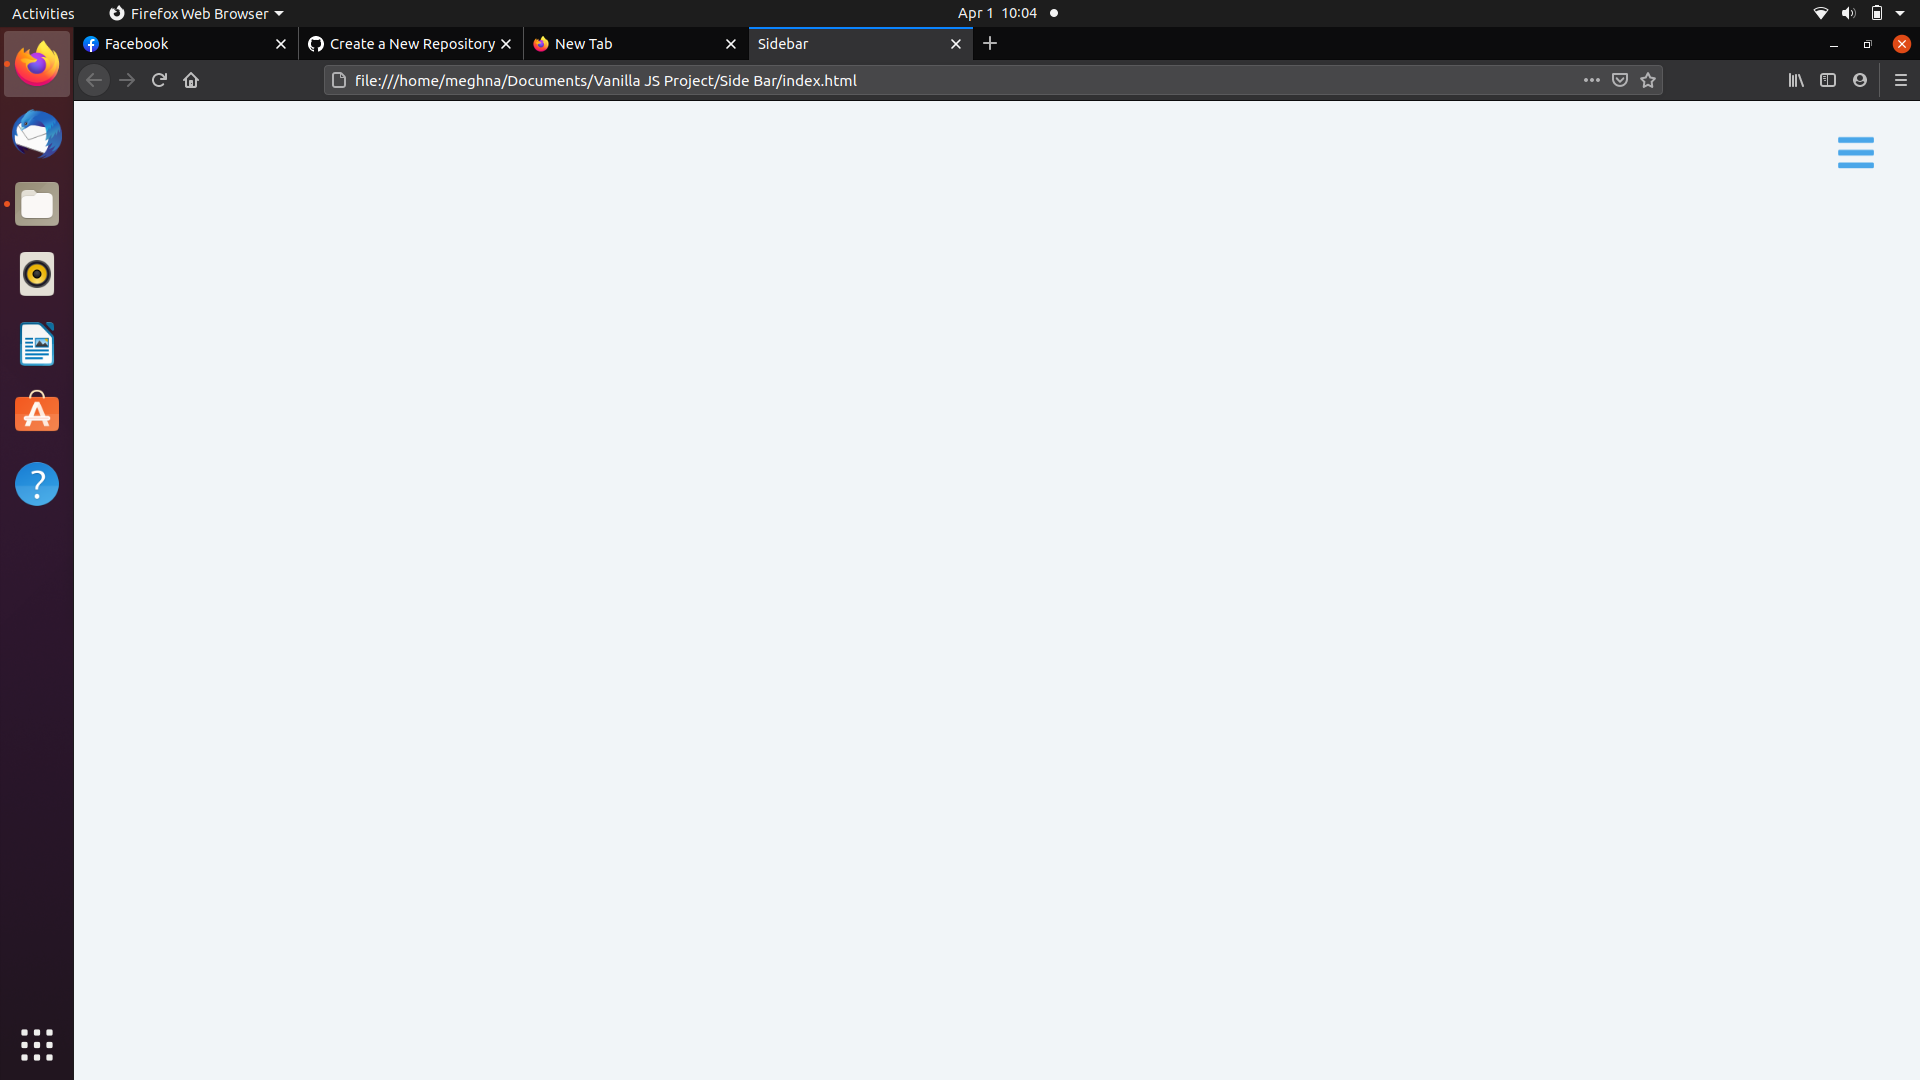 Activities
Firefox Web Browser
Apr 1 10:04
Facebook
Create a New Repository
New Tab
Sidebar
file:///home/meghna/Documents/Vanilla JS Project/Side Bar/index.html